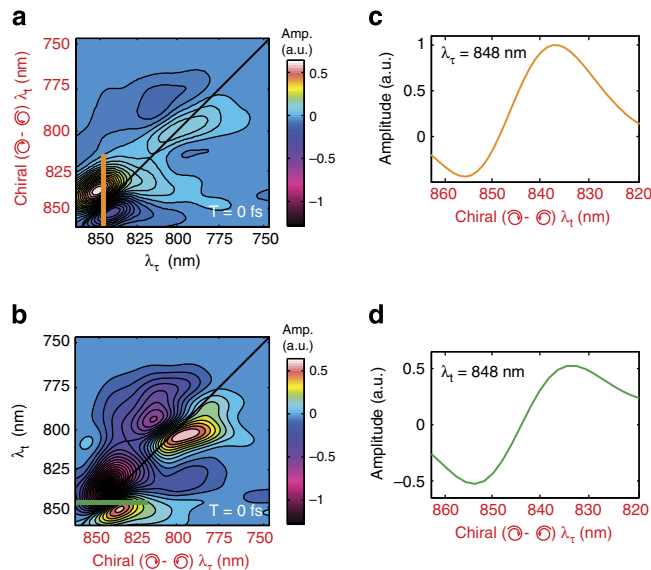 a
Amp.
(a.u.)
750
775
800
825
850
Chiral (↻- ↺) λt (nm)
0.5
0
−0.5
−1
T = 0 fs
850 825 800 775 750
λτ (nm)
c
λτ = 848 nm
1
0
Amplitude (a.u.)
860 850 840 830 820
Chiral (↻- ↺) λt (nm)
b
Amp.
(a.u.)
750
775
800
825
850
λt (nm)
0.5
0
−0.5
−1
T = 0 fs
850 825 800 775 750
Chiral (↻- ↺) λτ (nm)
d
λt = 848 nm
0.5
0
−0.5
Amplitude (a.u.)
860 850 840 830 820
Chiral (↻- ↺) λτ (nm)